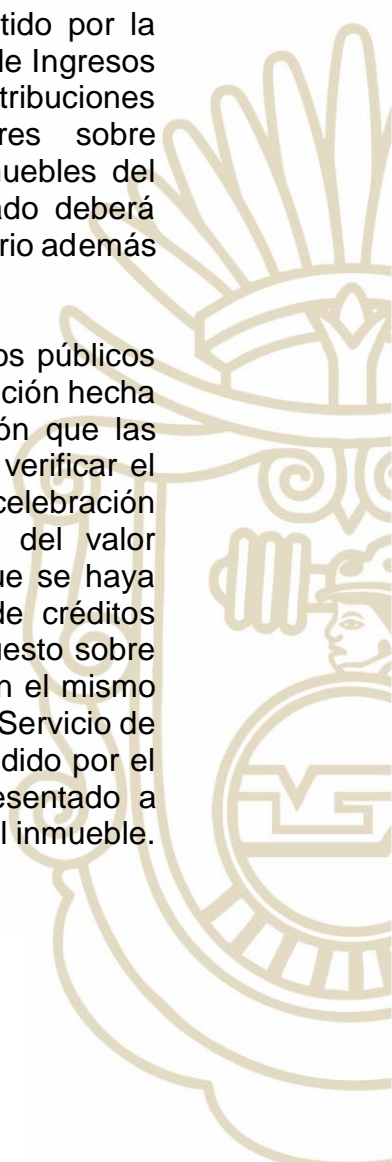 tido por la
de Ingresos
tribuciones
res sobre
nuebles del
ado deberá
rio además
os públicos
ción hecha
ón que las
verificar el
celebración
del valor
ue se haya
de créditos
uesto sobre
n el mismo
Servicio de
dido por el
esentado a
l inmueble.